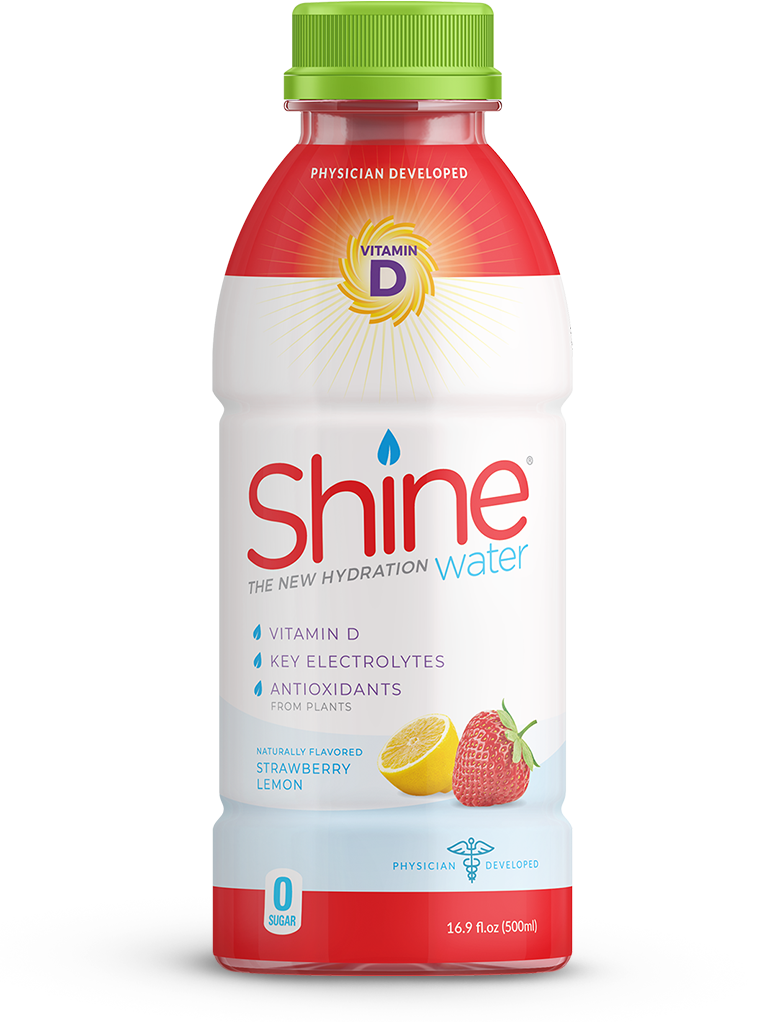 PHYSICIAN DEVELOPED
VITAMIN
D
Shine®
THE NEW HYDRATION water
VITAMIN D
KEY ELECTROLYTES
ANTIOXIDANTS
FROM PLANTS
NATURALLY FLAVORED
STRAWBERRY
LEMON
PHYSICIAN DEVELOPED
0
SUGAR
16.9 fl.oz (500ml)